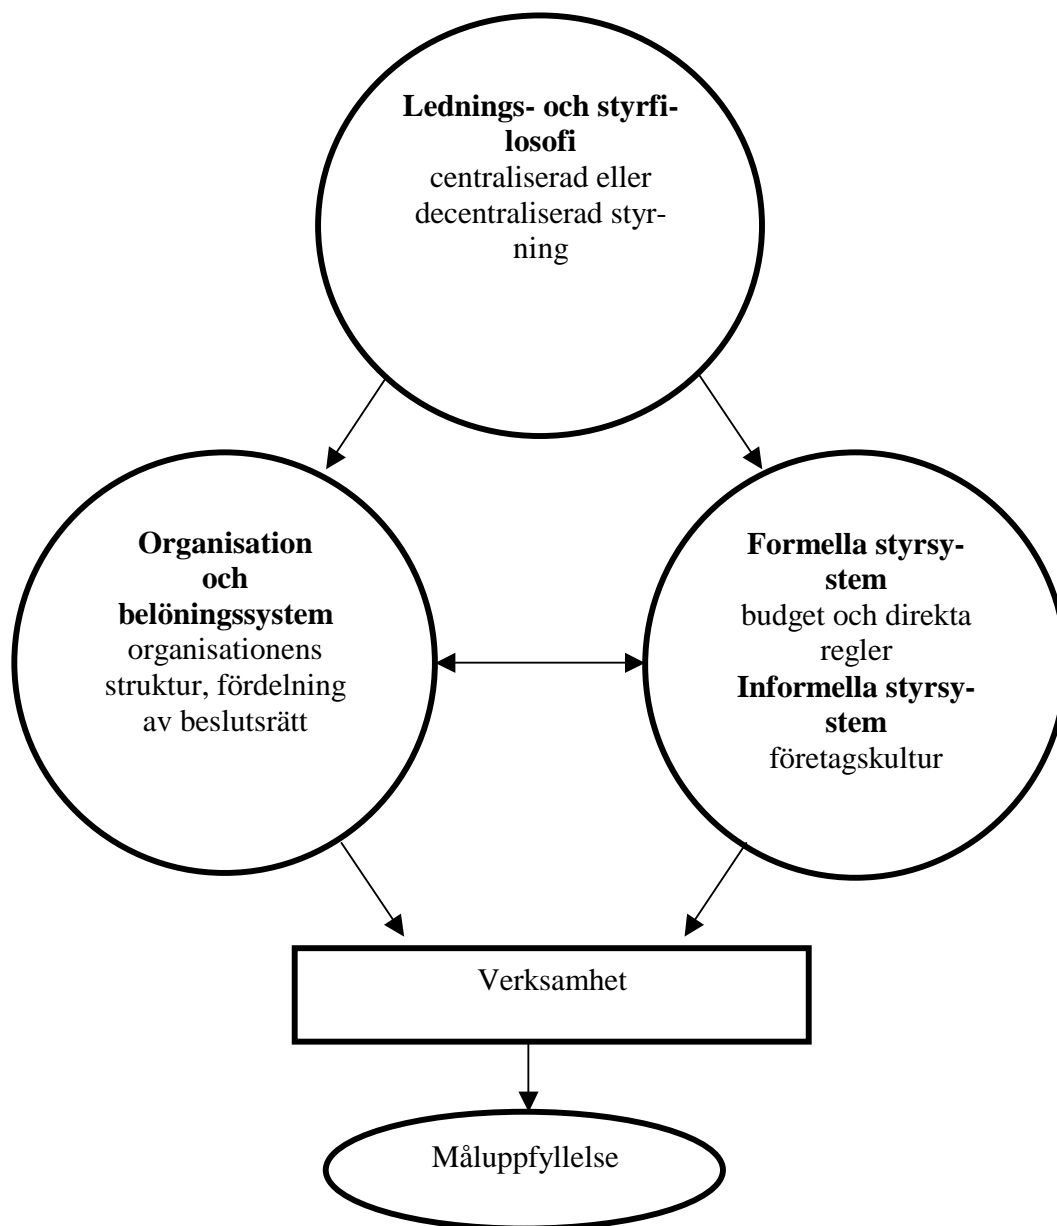 Lednings- och styrfi-
losofi
centraliserad eller
decentraliserad styr-
ning
Organisation
och
belöningssystem
organisationens
struktur, fördelning
av beslutsrätt
Formella styrsy-
stem
budget och direkta
regler
Informella styrsy-
stem
företagskultur
Verksamhet
Måluppfyllelse